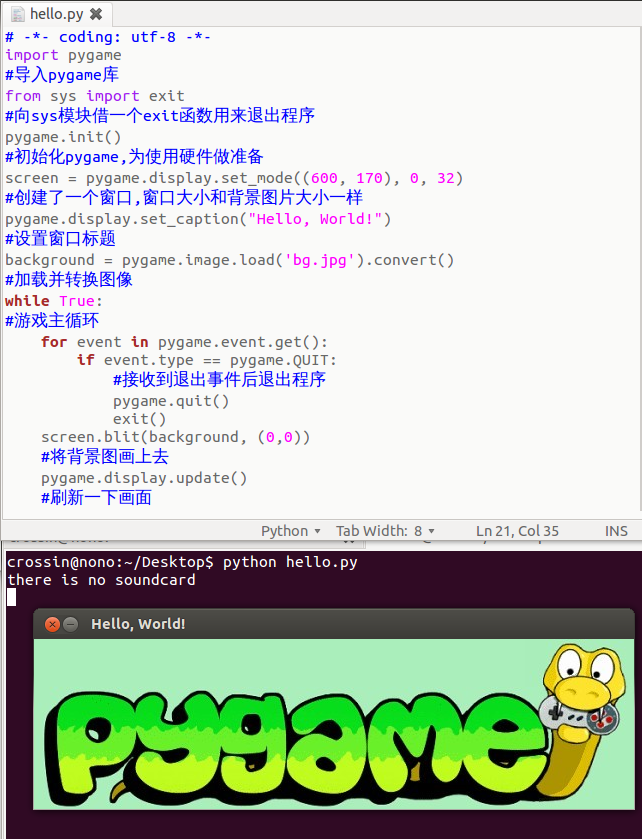 hello.py
# -*- coding: utf-8 -*-
import pygame
#导入pygame库
from sys import exit
#向sys模块借一个exit函数用来退出程序
pygame.init()
#初始化pygame,为使用硬件做准备
screen = pygame.display.set_mode((600, 170), 0, 32)
#创建了一个窗口,窗口大小和背景图片大小一样
pygame.display.set_caption("Hello, World!")
#设置窗口标题
background = pygame.image.load('bg.jpg').convert()
#加载并转换图像
while True:
#游戏主循环
    for event in pygame.event.get():
        if event.type == pygame.QUIT:
            #接收到退出事件后退出程序
            pygame.quit()
            exit()
    screen.blit(background, (0,0))
    #将背景图画上去
    pygame.display.update()
    #刷新一下画面
Python Tab Width: 8 Ln 21, Col 35 INS
crossin@nono:~/Desktop$ python hello.py
there is no soundcard
Hello, World!
pygame